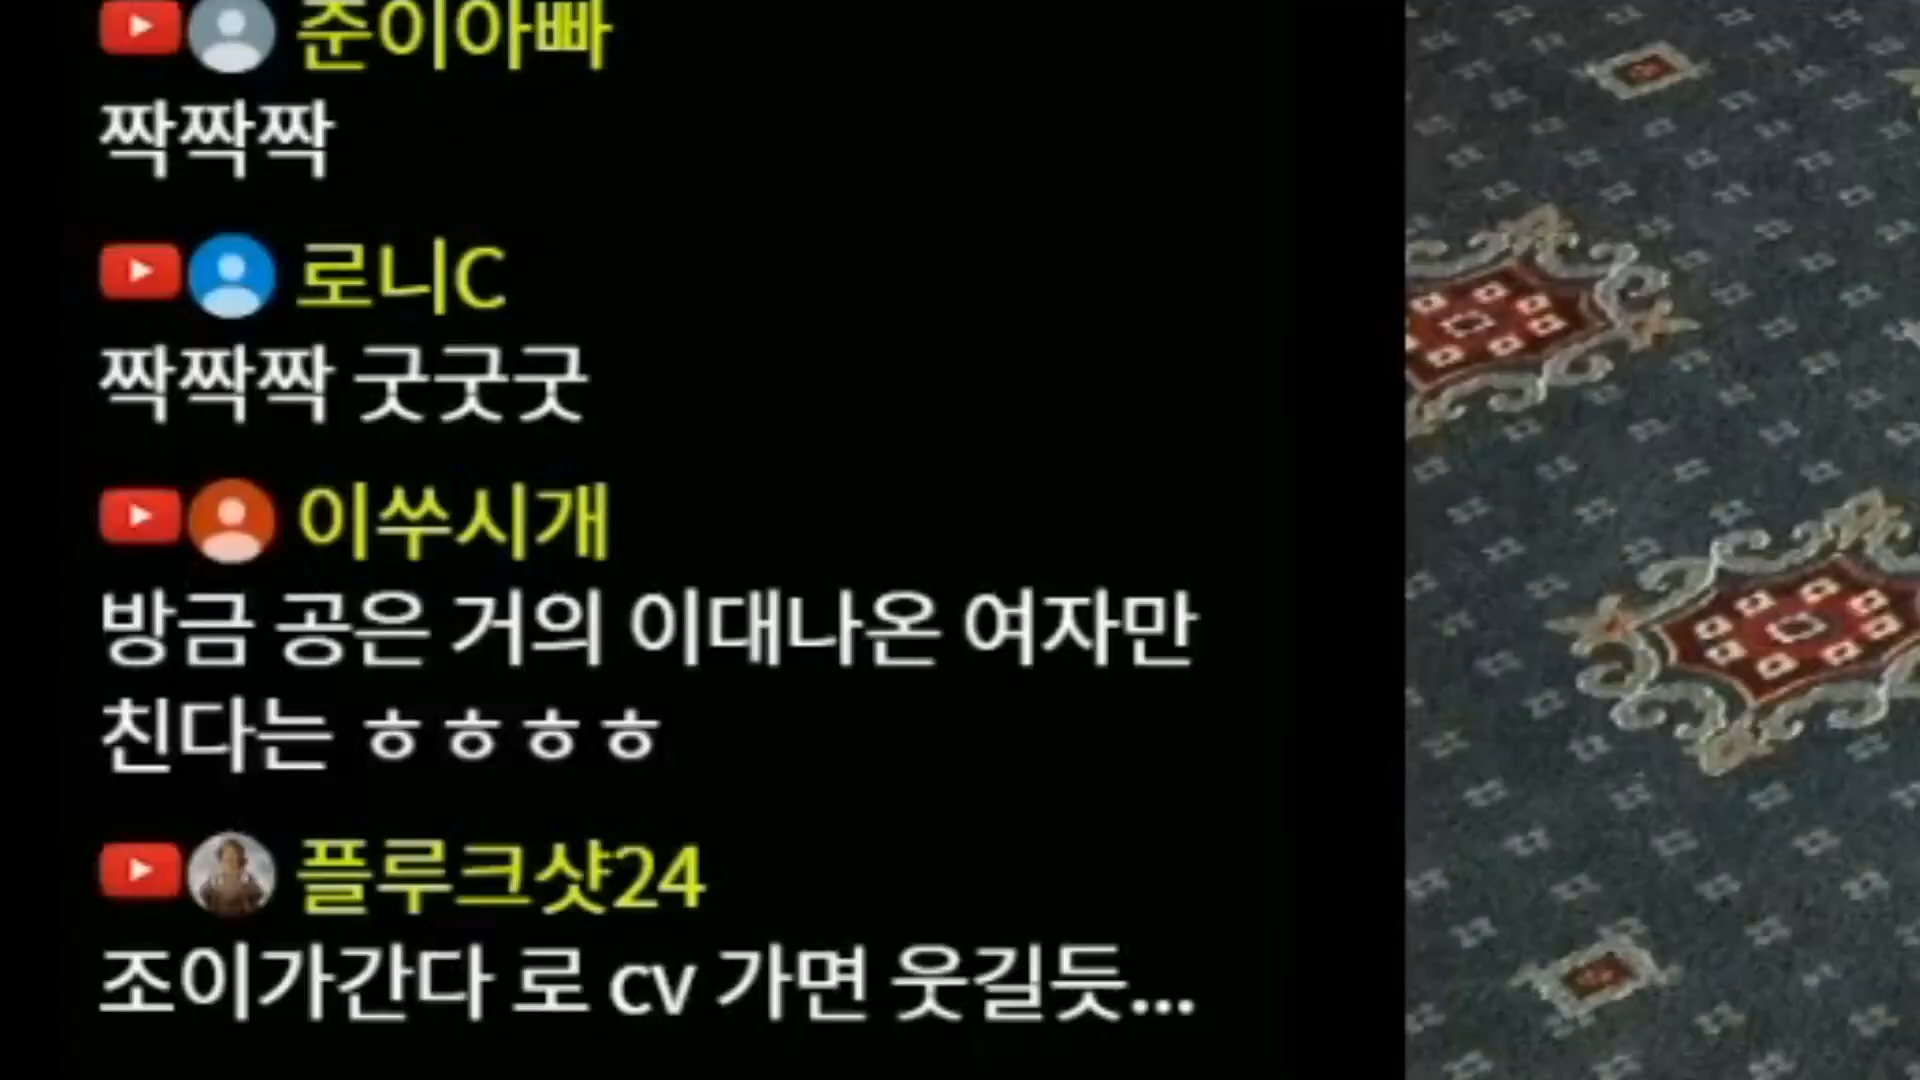 준이아빠
짝짝짝
로니C
짝짝짝 굿굿굿
이쑤시개
방금 공은 거의 이대나온 여자만
친다는 ㅎㅎㅎㅎ
플루크샷24
조이가간다 로 cv 가면 웃길듯...